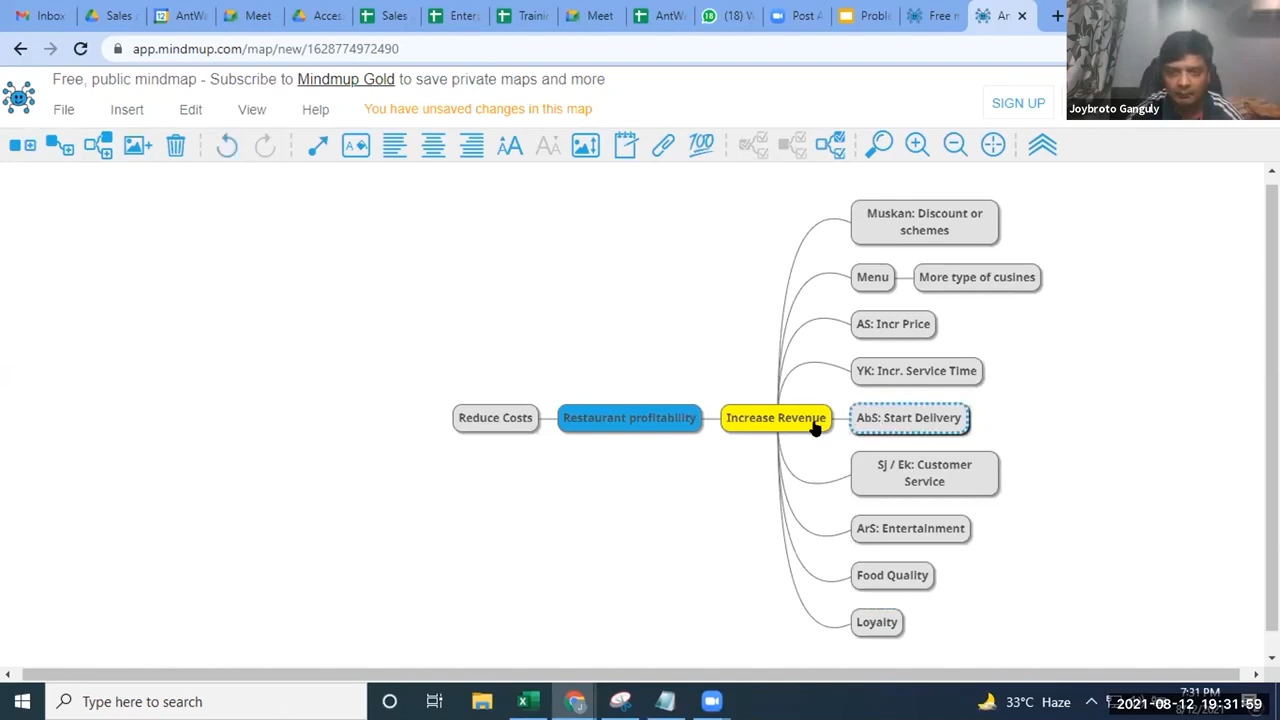 Inbox
Sales
AntWa
Meet
Acces
Sales
Enter
Traini
Meet
AntW
(18) V
Post A
Proble
Free m
Ar
app.mindmup.com/map/new/1628774972490
Free, public mindmap - Subscribe to Mindmup Gold to save private maps and more
File
Insert
Edit
View
Help
You have unsaved changes in this map
SIGN UP
Joybroto Ganguly
Muskan: Discount or
schemes
Menu
More type of cusines
AS: Incr Price
YK: Incr. Service Time
Reduce Costs
Restaurant profitability
Increase Revenue
AbS: Start Delivery
SJ / Ek: Customer
Service
ArS: Entertainment
Food Quality
Loyalty
Type here to search
33°C Haze
7:31 PM
2021-08-12 19:31:59